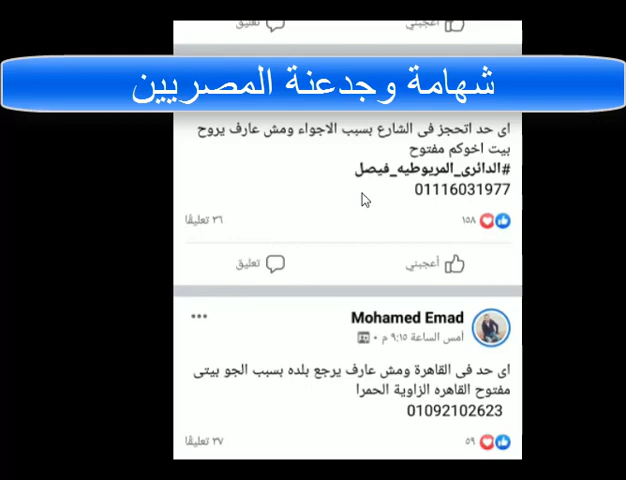 أعجبني تعليق
شهامة وجدعنة المصريين
اى حد اتحجز فى الشارع بسبب الاجواء ومش عارف يروح
بيت اخوكم مفتوح
#الدائرى_المريوطيه_فيصل
01116031977
١٥٨ ٣٦ تعليقًا
أعجبني تعليق
Mohamed Emad
أمس الساعة ٩:١٥ م
اى حد فى القاهرة ومش عارف يرجع بلده بسبب الجو بيتى
مفتوح القاهره الزاوية الحمرا
01092102623
٥٩ ٣٧ تعليقًا